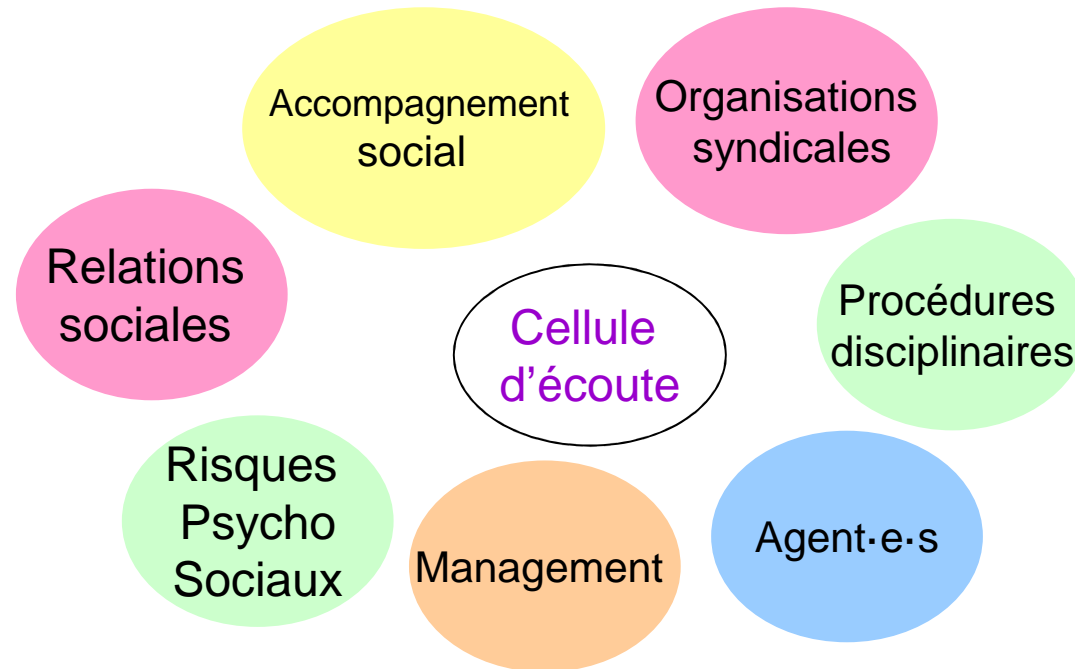 Accompagnement
social
Organisations
syndicales
Relations
sociales
Cellule
d'écoute
Procédures
disciplinaires
Risques
Psycho
Sociaux
Management
Agent·e·s